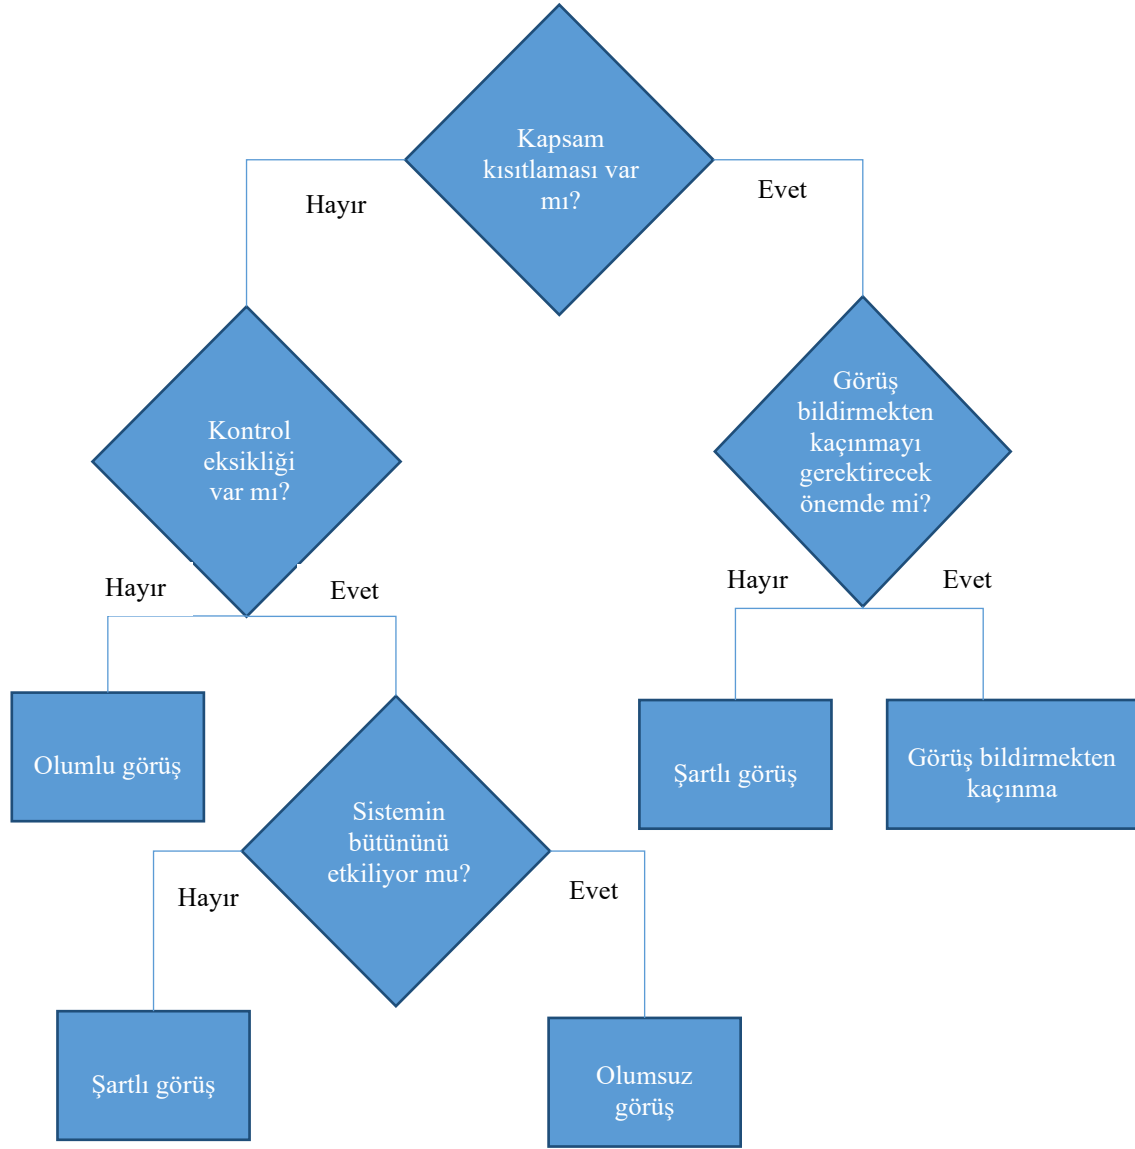 Kapsam
kısıtlaması var
mı?
Hayır
Evet
Kontrol
eksikliği
var mı?
Görüş
bildirmekten
kaçınmayı
gerektirecek
önemde mi?
Hayır
Evet
Hayır
Evet
Olumlu görüş
Sistemin
bütününü
etkiliyor mu?
Şartlı görüş
Görüş bildirmekten
kaçınma
Hayır
Evet
Şartlı görüş
Olumsuz
görüş